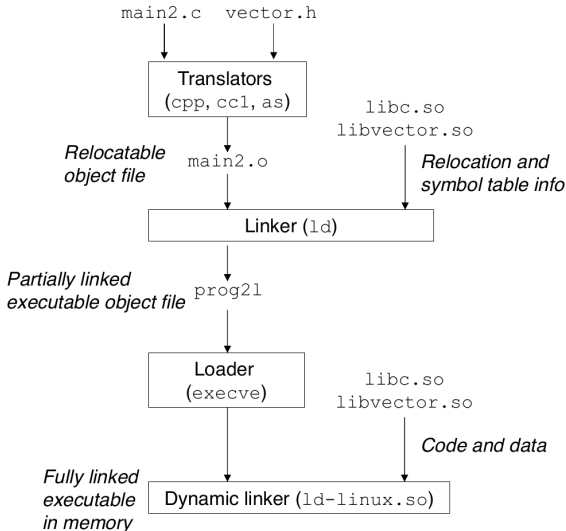 main2.c vector.h
Translators
(cpp, cc1, as)
libc.so
libvector.so
Relocatable
object file
main2.o
Relocation and
symbol table info
Linker (ld)
Partially linked
executable object file
prog2l
Loader
(execve)
libc.so
libvector.so
Code and data
Fully linked
executable
in memory
Dynamic linker (ld-linux.so)